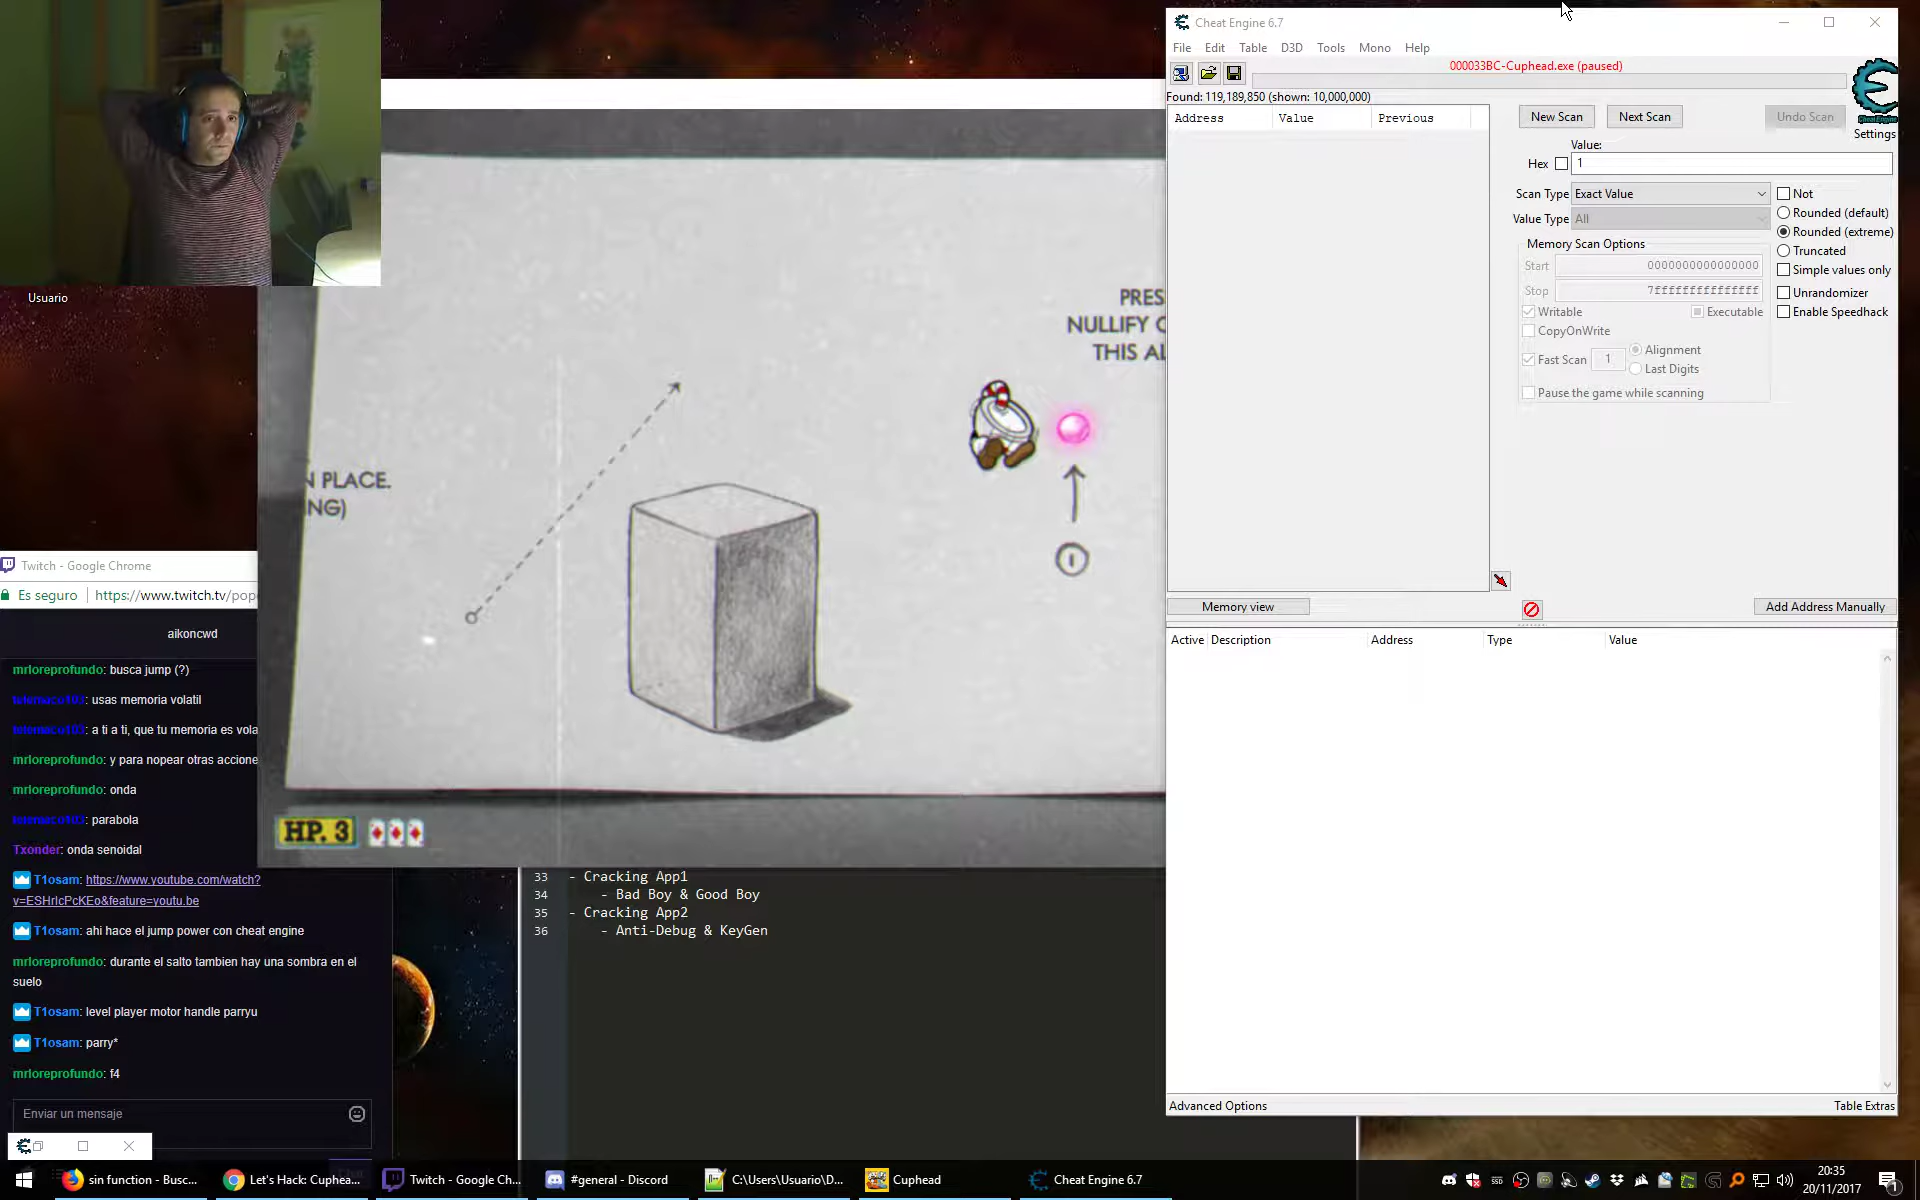 Usuario
Cheat Engine 6.7
File Edit Table D3D Tools Mono Help
000033BC-Cuphead.exe (paused)
Found: 119,189,850 (shown: 10,000,000)
Address Value Previous
New Scan Next Scan Undo Scan
Settings
Value:
Hex 1
Scan Type Exact Value
Value Type All
Not
Rounded (default)
Rounded (extreme)
Truncated
Simple values only
Unrandomizer
Enable Speedhack
Memory Scan Options
Start 0000000000000000
Stop 7fffffffffffffff
Writable Executable
CopyOnWrite
Fast Scan 1 Alignment
Last Digits
Pause the game while scanning
Memory view Add Address Manually
Active Description Address Type Value
Advanced Options Table Extras
PRES
NULLIFY
THIS AL
N PLACE.
NG)
1
HP. 3
Twitch - Google Chrome
Es seguro https://www.twitch.tv/pop
aikoncwd
mrloreprofundo: busca jump (?)
telemaco103: usas memoria volatil
telemaco103: a ti a ti, que tu memoria es vola
mrloreprofundo: y para nopear otras accione
mrloreprofundo: onda
telemaco103: parabola
Txonder: onda senoidal
T1osam: https://www.youtube.com/watch?
v=ESHrIcPcKEo&feature=youtu.be
T1osam: ahi hace el jump power con cheat engine
mrloreprofundo: durante el salto tambien hay una sombra en el
suelo
T1osam: level player motor handle parryu
T1osam: parry*
mrloreprofundo: f4
Enviar un mensaje
33 - Cracking App1
34 - Bad Boy & Good Boy
35 - Cracking App2
36 - Anti-Debug & KeyGen
sin function - Busc...
Let's Hack: Cuphea...
Twitch - Google Ch...
#general - Discord
C:\Users\Usuario\D...
Cuphead
Cheat Engine 6.7
20:35
20/11/2017